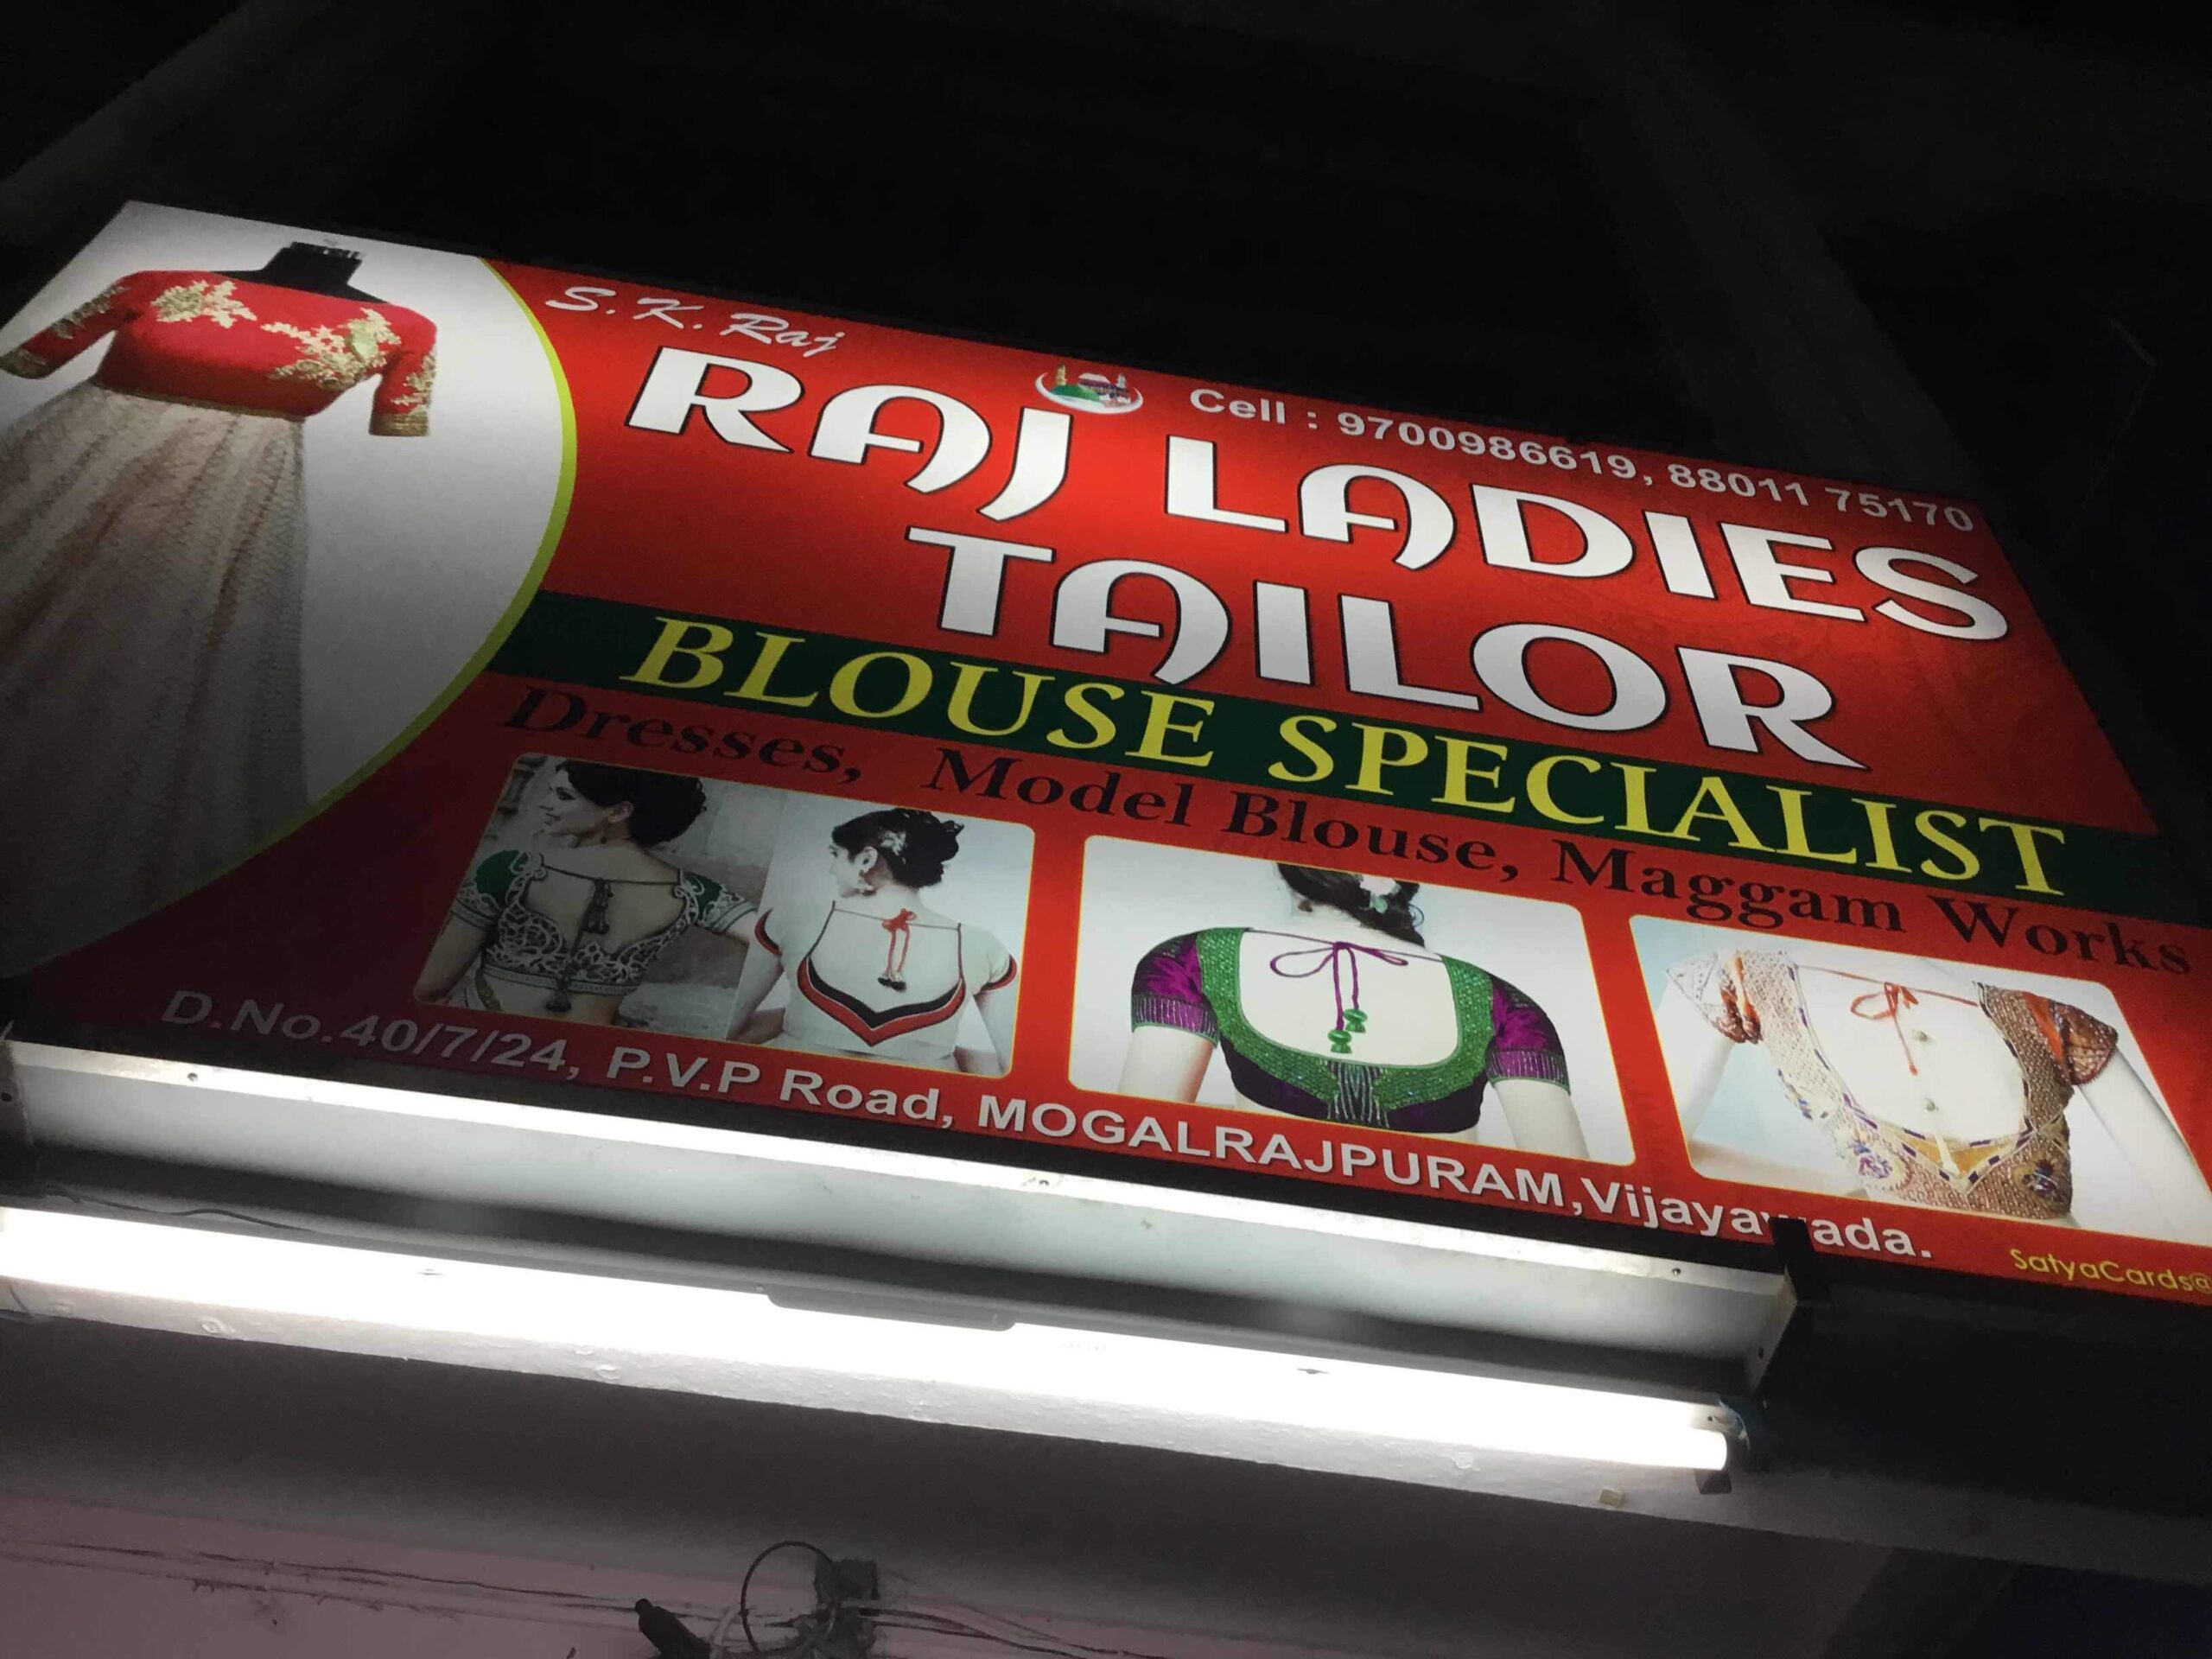 S.K. Raj
Cell : 9700986619, 88011 75170
RAJ LADIES
TAILOR
BLOUSE SPECIALIST
Dresses, Model Blouse, Maggam Works
D.No.40/7/24, P.V.P Road, MOGALRAJPURAM,Vijayawada.
SatyaCards@